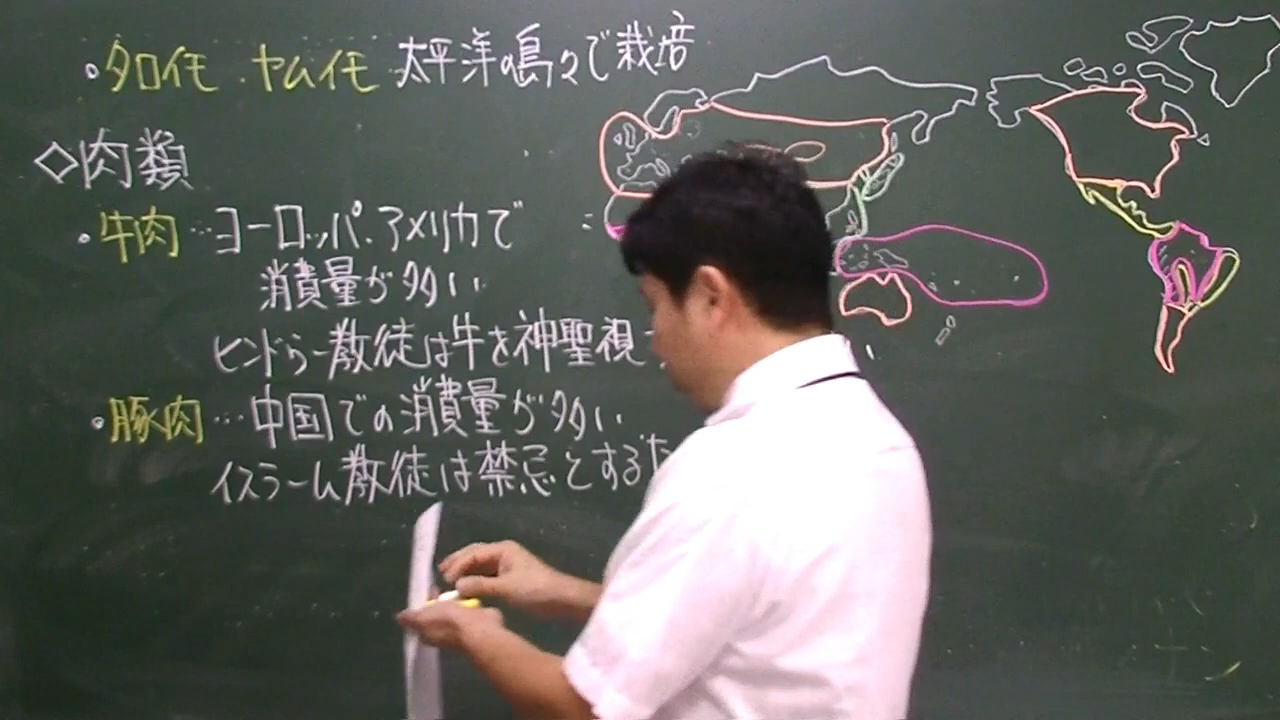 ・タロイモ ・ヤムイモ 太平洋の島々で栽培
◇肉類
・牛肉…ヨーロッパ・アメリカで
消費量が多い
ヒンドゥー教徒は牛を神聖視
・豚肉…中国での消費量が多い
イスラーム教徒は禁忌とするた